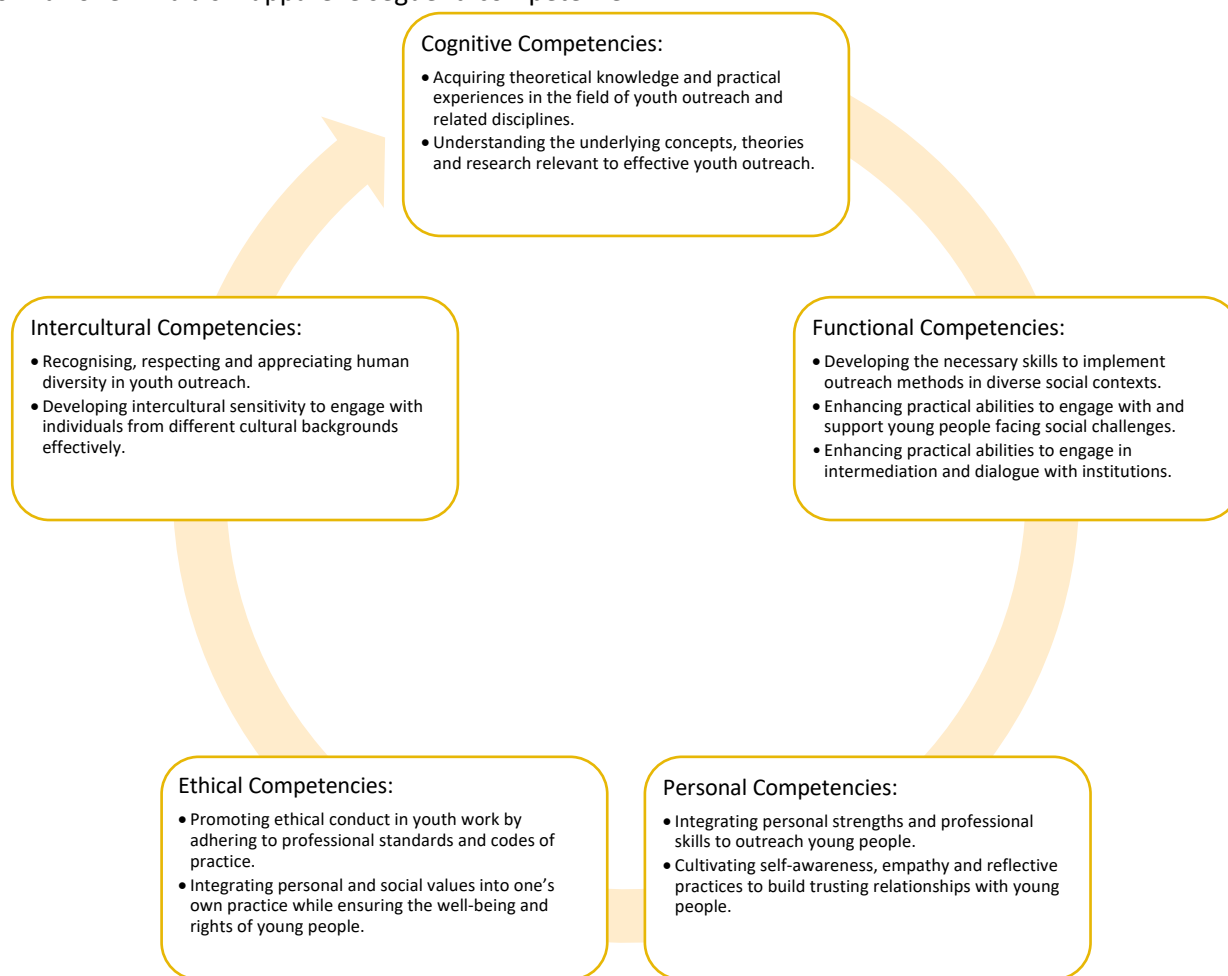 Cognitive Competencies:
• Acquiring theoretical knowledge and practical
experiences in the field of youth outreach and
related disciplines.
• Understanding the underlying concepts, theories
and research relevant to effective youth outreach.
Functional Competencies:
• Developing the necessary skills to implement
outreach methods in diverse social contexts.
• Enhancing practical abilities to engage with and
support young people facing social challenges.
• Enhancing practical abilities to engage in
intermediation and dialogue with institutions.
Personal Competencies:
• Integrating personal strengths and professional
skills to outreach young people.
• Cultivating self-awareness, empathy and reflective
practices to build trusting relationships with young
people.
Ethical Competencies:
• Promoting ethical conduct in youth work by
adhering to professional standards and codes of
practice.
• Integrating personal and social values into one’s
own practice while ensuring the well-being and
rights of young people.
Intercultural Competencies:
• Recognising, respecting and appreciating human
diversity in youth outreach.
• Developing intercultural sensitivity to engage with
individuals from different cultural backgrounds
effectively.